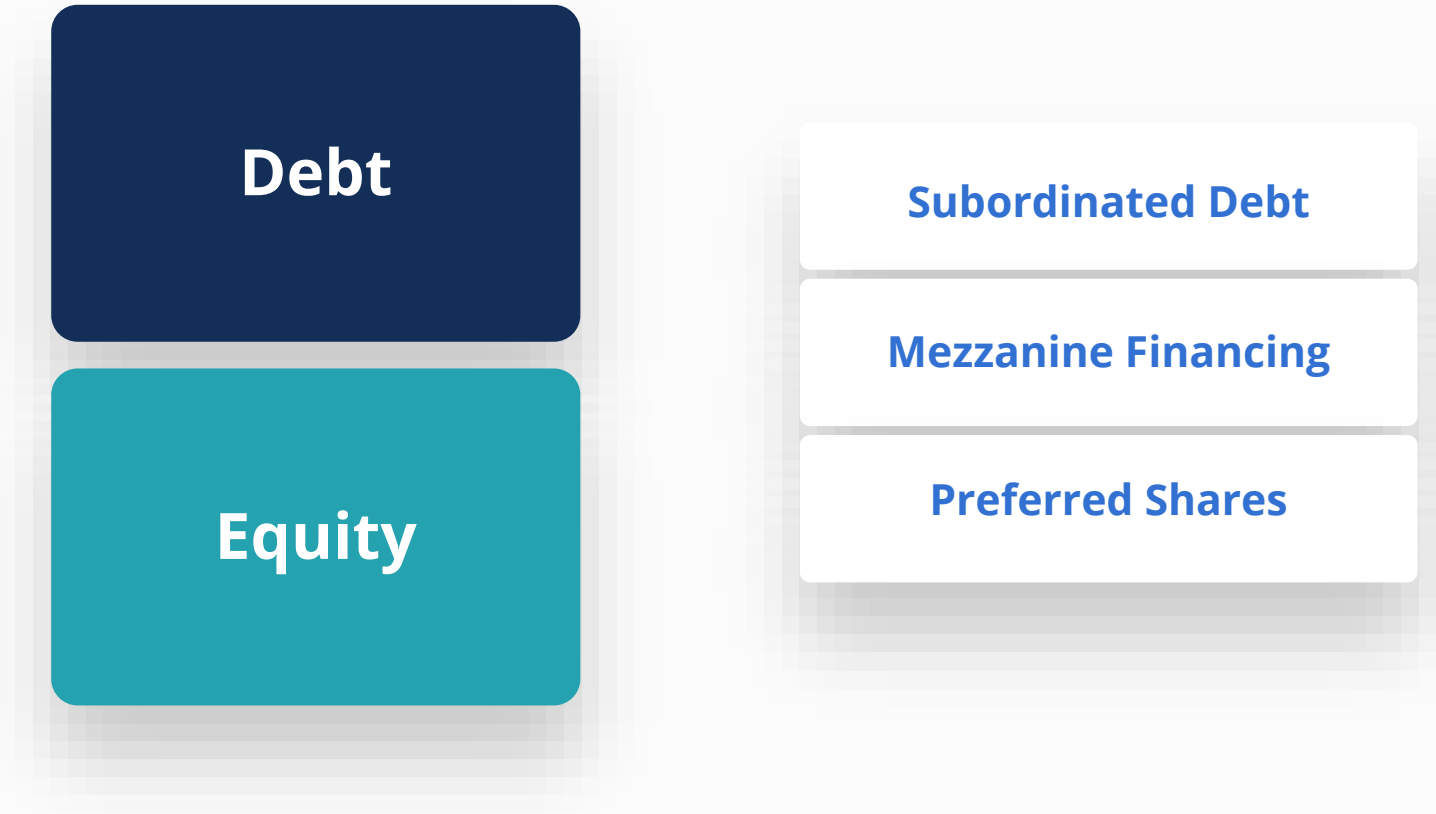 Debt
Equity
Subordinated Debt
Mezzanine Financing
Preferred Shares